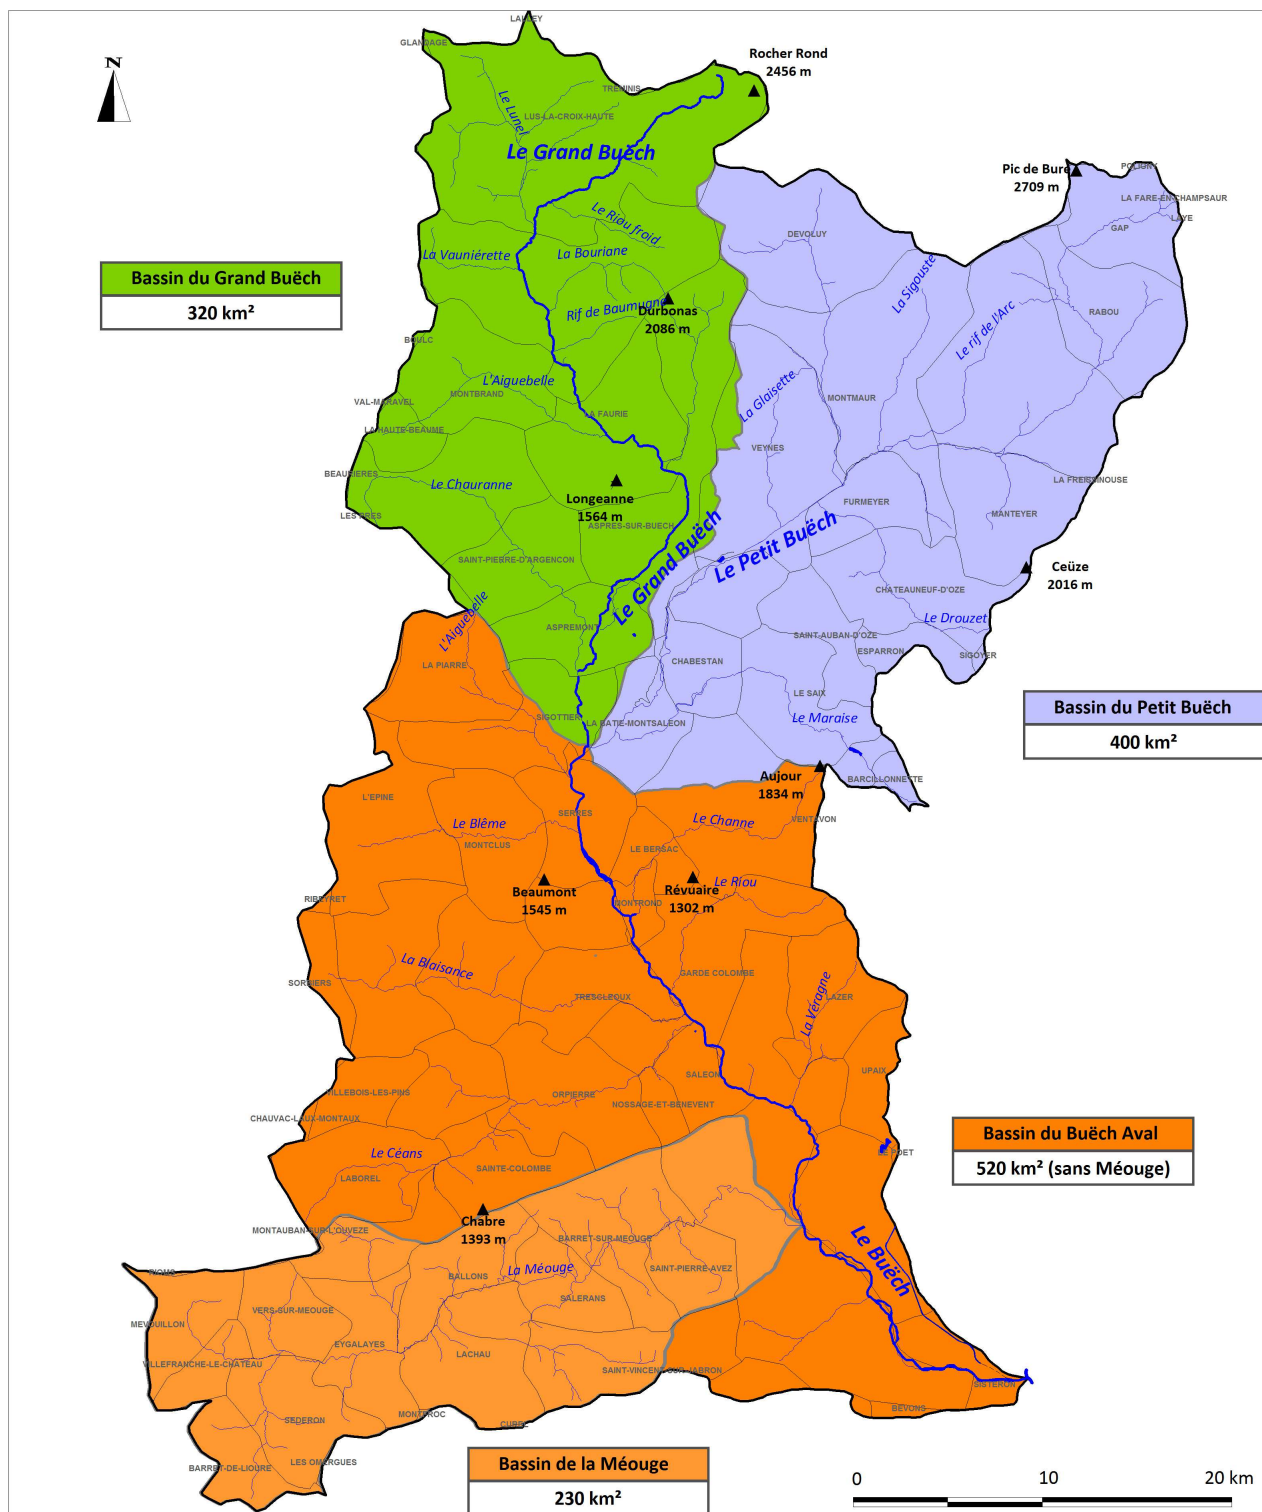 LALLEY
GLANDAGE
Rocher Rond
2456 m
N
TREMINIS
Le Lunel
LUS-LA-CROIX-HAUTE
Le Grand Buëch
Pic de Bure
2709 m
POLIGNY
LA FARE-EN-CHAMPSAUR
LAYE
GAP
Le Riou froid
DEVOLUY
La Vauniérette
La Bouriane
La Sigouste
Bassin du Grand Buëch
320 km²
Rif de Baumugne
Durbonas
2086 m
Le rif de l'Arc
RABOU
BOULC
L'Aiguebelle
La Glaisette
MONTBRAND
VAL-MARAVEL
MONTMAUR
LA FAURIE
LA HAUTE-BEAUME
VEYNES
BEAURIERES
Le Chauranne
Longeanne
1564 m
LA FREISSINOUSE
FURMEYER
MANTEYER
LES PRES
ASPRES-SUR-BUECH
Le Grand Buëch
Le Petit Buëch
SAINT-PIERRE-D'ARGENCON
Ceüze
2016 m
CHATEAUNEUF-D'OZE
L'Aiguebelle
Le Drouzet
ASPREMONT
SAINT-AUBAN-D'OZE
ESPARRON
SIGOYER
LA PIARRE
CHABESTAN
LE SAIX
Bassin du Petit Buëch
400 km²
SIGOTTIER
LA BATIE-MONTSALEON
Le Maraise
Aujour
1834 m
BARCILLONNETTE
L'EPINE
SERRES
Le Channe
VENTAVON
Le Blême
MONTCLUS
LE BERSAC
Beaumont
1545 m
Révuaire
1302 m
Le Riou
RIBEYRET
MONTROND
La Blaisance
SORBIERS
GARDE COLOMBE
TRESCLEOUX
La Véragne
LAZER
SALEON
UPAIX
VILLEBOIS-LES-PINS
ORPIERRE
NOSSAGE-ET-BENEVENT
CHAUVAC-LAUX-MONTAUX
Bassin du Buëch Aval
520 km² (sans Méouge)
LE POET
Le Céans
SAINTE-COLOMBE
LABOREL
Chabre
1393 m
MONTAUBAN-SUR-L'OUVEZE
BARRET-SUR-MEOUGE
Le Buëch
RIOMS
La Méouge
BALLONS
SAINT-PIERRE-AVEZ
SALERANS
VERS-SUR-MEOUGE
MEVOUILLON
EYGALAYES
LACHAU
VILLEFRANCHE-LE-CHATEAU
SAINT-VINCENT-SUR-JABRON
SISTERON
BEVONS
MONTFROC
SEDERON
CUREL
BARRET-DE-LIOURE
LES OMERGUES
Bassin de la Méouge
230 km²
0 10 20 km